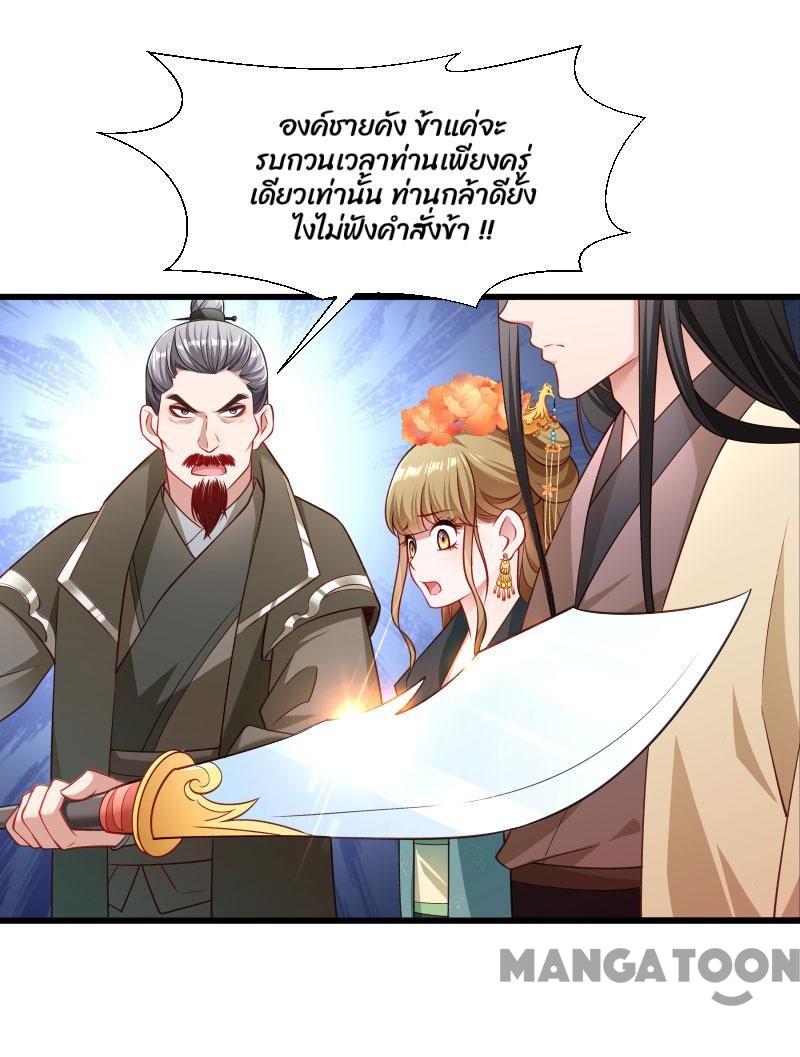 องค์ชายคัง ข้าแค่จะ
รบกวนเวลาท่านเพียงครู่
เดียวเท่านั้น ท่านกล้าดียัง
ไงไม่ฟังคำสั่งข้า !!
MANGATOON